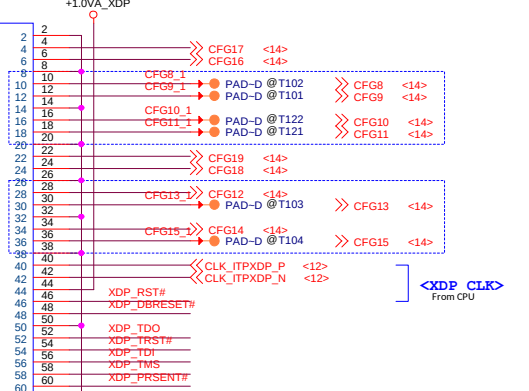 +1.0VA_XDP
2 2
4 4 CFG17 <14>
6 6 CFG16 <14>
8 8
10 10 CFG8_1 PAD~D @T102 CFG8 <14>
12 12 CFG9_1 PAD~D @T101 CFG9 <14>
14 14
16 16 CFG10_1 PAD~D @T122 CFG10 <14>
18 18 CFG11_1 PAD~D @T121 CFG11 <14>
20 20
22 22 CFG19 <14>
24 24 CFG18 <14>
26 26
28 28 CFG12 <14>
30 30 CFG13_1 PAD~D @T103 CFG13 <14>
32 32
34 34 CFG14 <14>
36 36 CFG15_1 PAD~D @T104 CFG15 <14>
38 38
40 40 CLK_ITPXDP_P <12>
42 42 CLK_ITPXDP_N <12>
<XDP CLK>
From CPU
44 44
46 46 XDP_RST#
48 48 XDP_DBRESET#
50 50
52 52 XDP_TDO
54 54 XDP_TRST#
56 56 XDP_TDI
58 58 XDP_TMS
60 60 XDP_PRSENT#